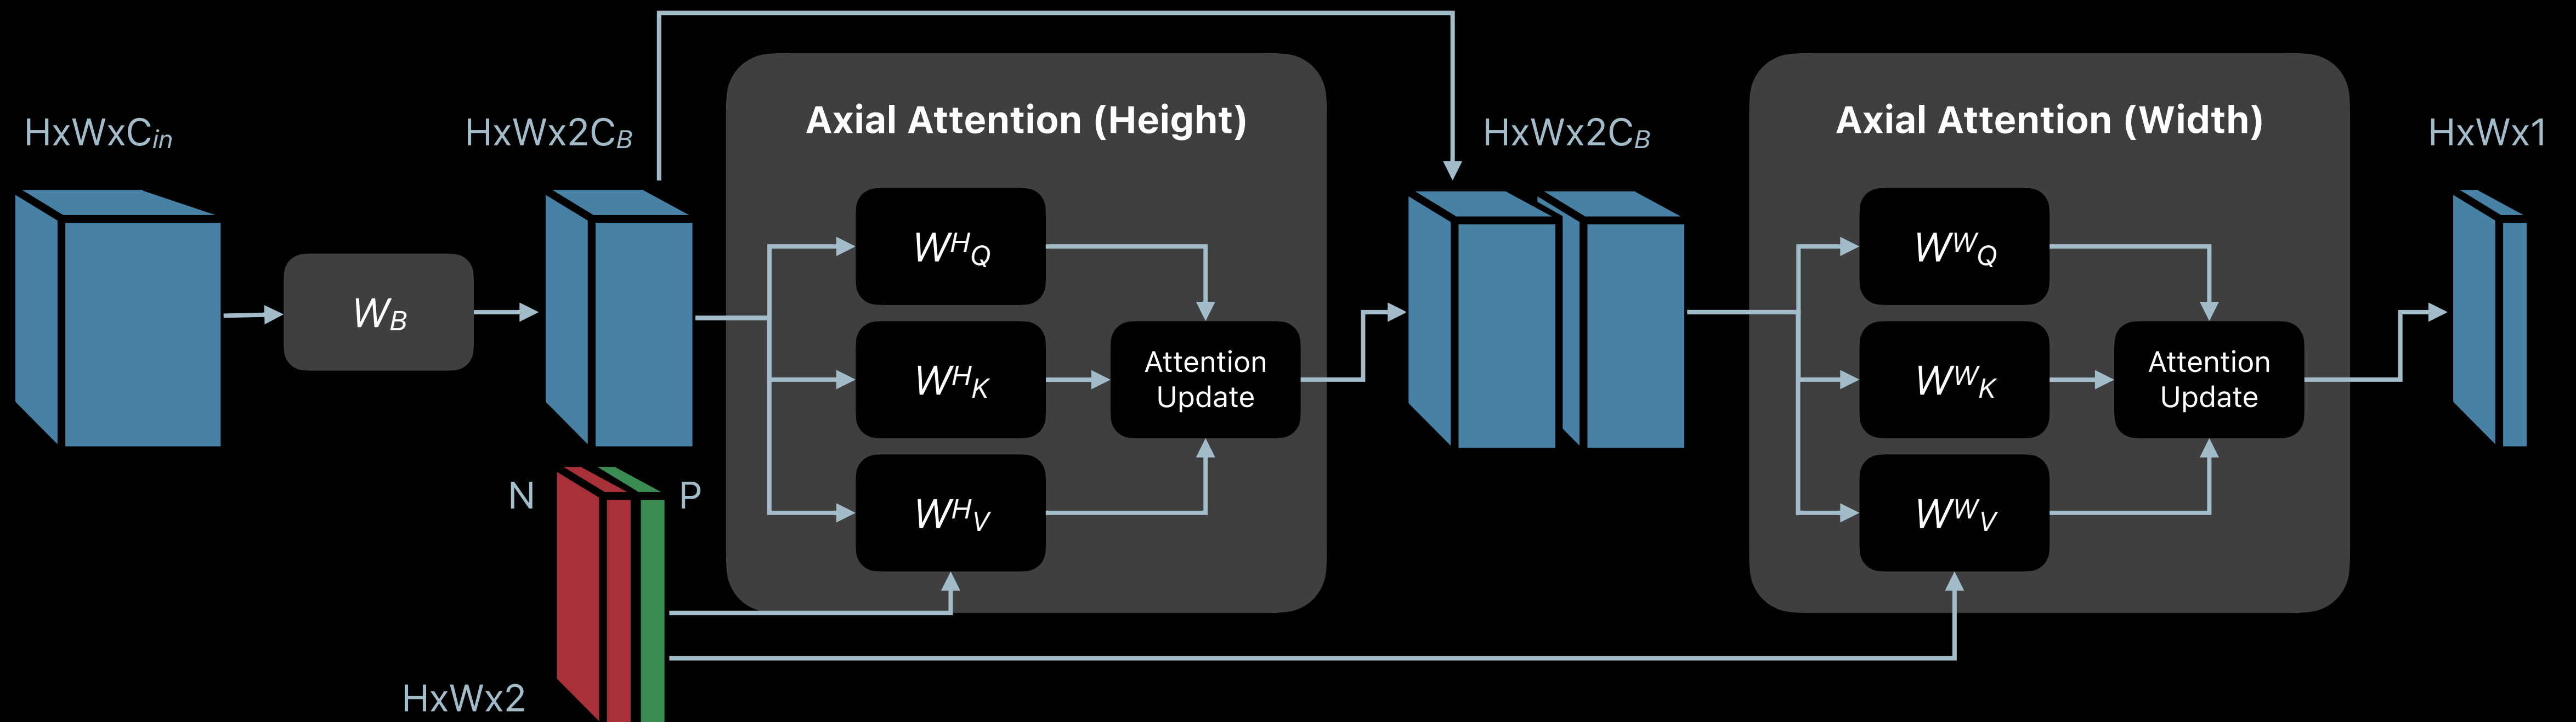 HxWxCin
WB
HxWx2CB
N
P
HxWx2
Axial Attention (Height)
WHQ
WHK
WHV
Attention
Update
HxWx2CB
Axial Attention (Width)
WWQ
WWK
WWV
Attention
Update
HxWx1